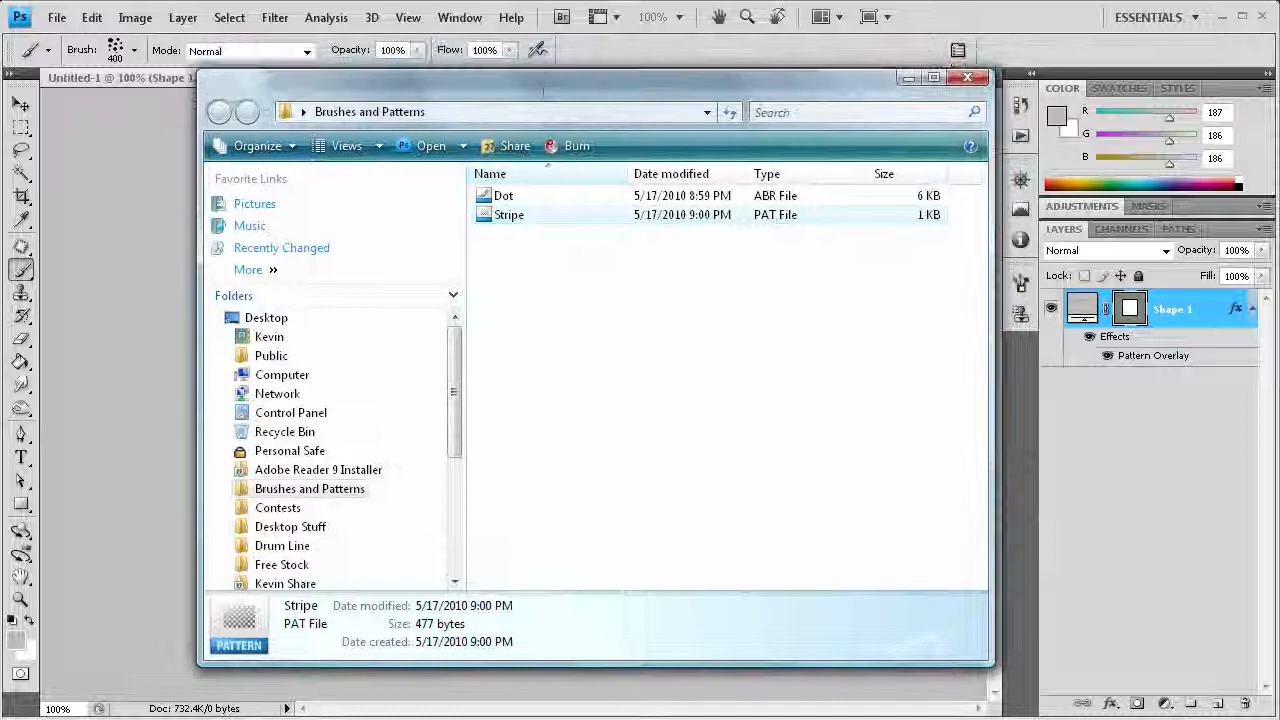 Ps File Edit Image Layer Select Filter Analysis 3D View Window Help Br 100% ESSENTIALS
Brush: 400 Mode: Normal Opacity: 100% Flow: 100%
Untitled-1 @ 100% (Shape 1
Brushes and Patterns Search
Organize Views Ps Open Share Burn
Favorite Links
Pictures
Music
Recently Changed
More »
Folders
Desktop
Kevin
Public
Computer
Network
Control Panel
Recycle Bin
Personal Safe
Adobe Reader 9 Installer
Brushes and Patterns
Contests
Desktop Stuff
Drum Line
Free Stock
Kevin Share
Name Date modified Type Size
Dot 5/17/2010 8:59 PM ABR File 6 KB
Stripe 5/17/2010 9:00 PM PAT File 1 KB
Stripe Date modified: 5/17/2010 9:00 PM
PAT File Size: 477 bytes
Date created: 5/17/2010 9:00 PM
PATTERN
COLOR SWATCHES STYLES
R 187
G 186
B 186
ADJUSTMENTS MASKS
LAYERS CHANNELS PATHS
Normal Opacity: 100%
Lock: Fill: 100%
Shape 1 fx
Effects
Pattern Overlay
100% Doc: 732.4K/0 bytes